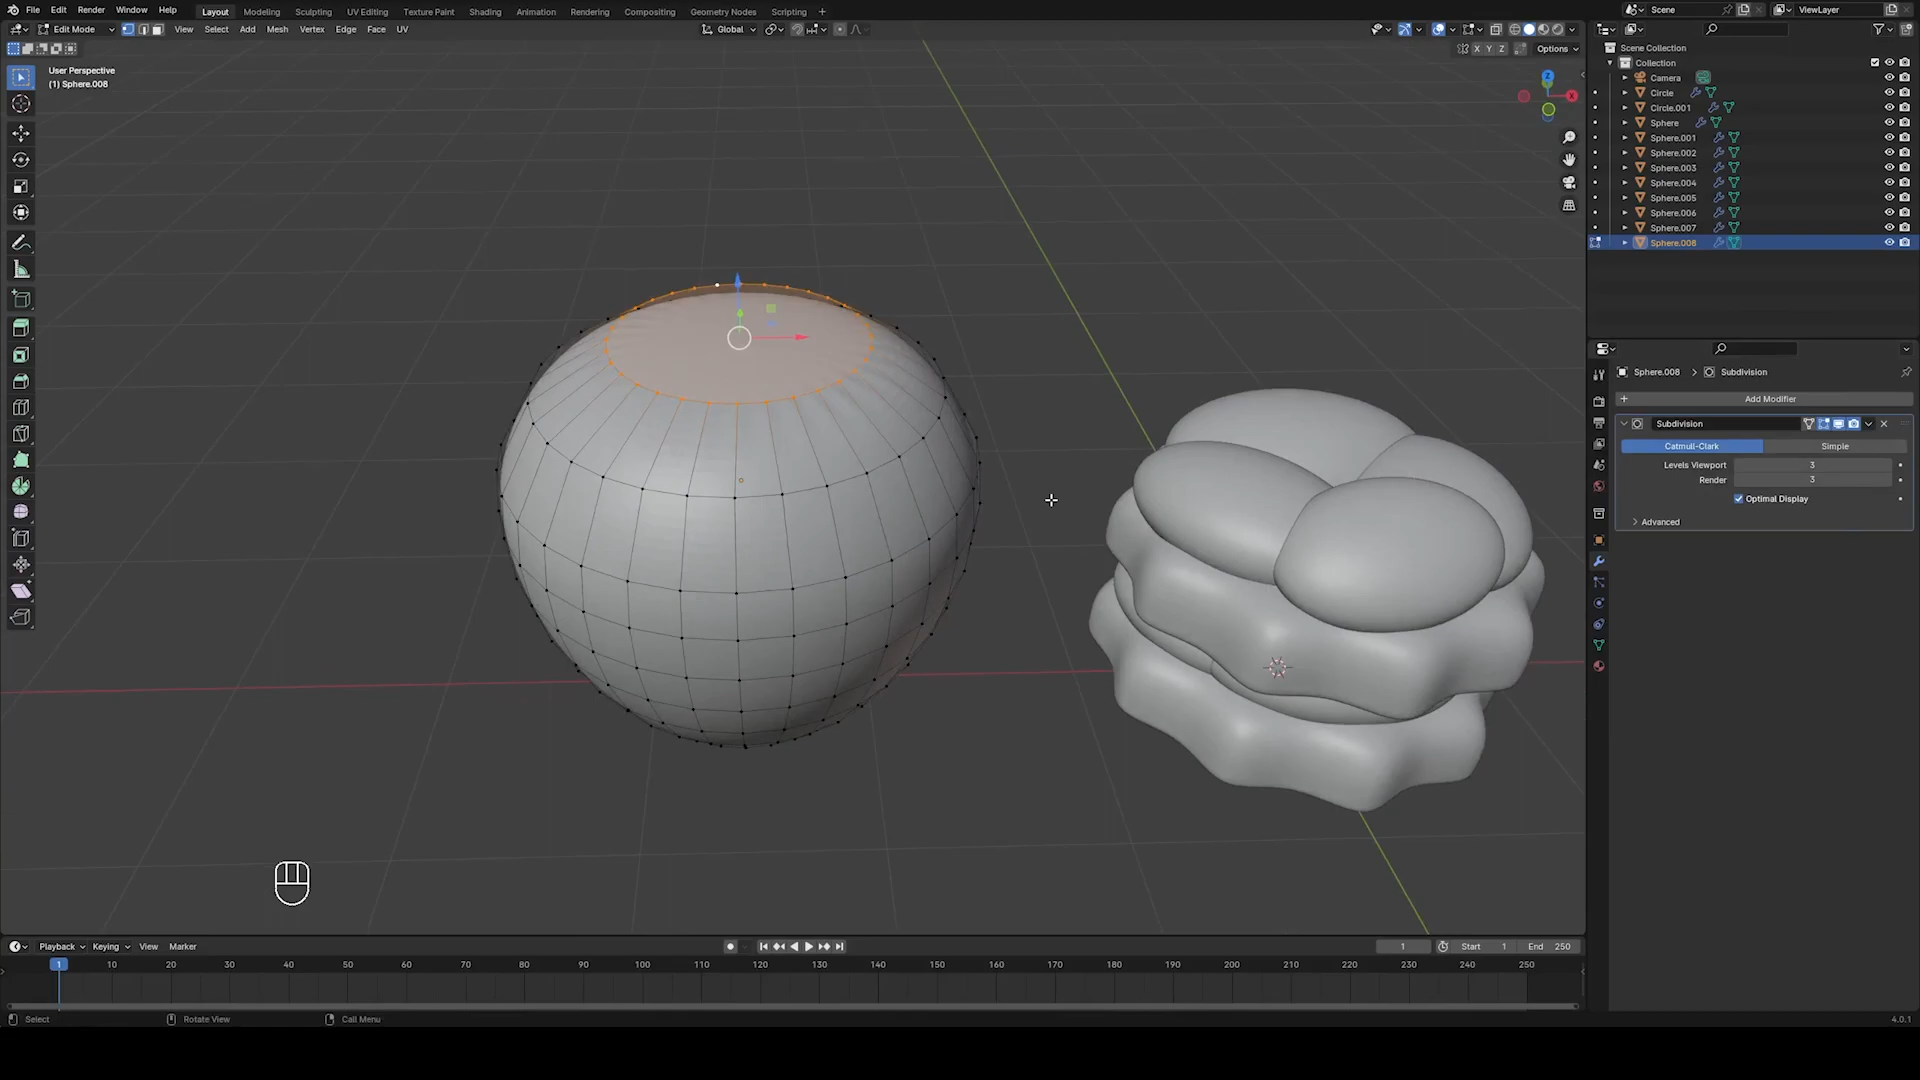 File Edit Render Window Help Layout Modeling Sculpting UV Editing Texture Paint Shading Animation Rendering Compositing Geometry Nodes Scripting + Scene ViewLayer
Edit Mode View Select Add Mesh Vertex Edge Face UV Global
X Y Z Options
User Perspective
(1) Sphere.008
Z
X
Scene Collection
Collection
Camera
Circle
Circle.001
Sphere
Sphere.001
Sphere.002
Sphere.003
Sphere.004
Sphere.005
Sphere.006
Sphere.007
Sphere.008
Sphere.008 > Subdivision
+ Add Modifier
Subdivision
Catmull-Clark Simple
Levels Viewport 3
Render 3
Optimal Display
Advanced
Playback Keying View Marker 1 Start 1 End 250
1 10 20 30 40 50 60 70 80 90 100 110 120 130 140 150 160 170 180 190 200 210 220 230 240 250
Select Rotate View Call Menu 4.0.1